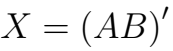 X = (AB)′